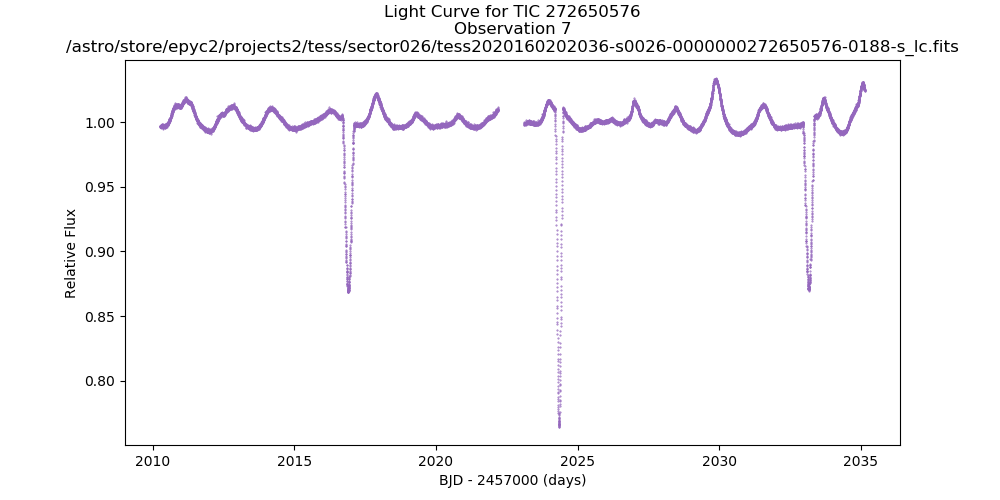 Light Curve for TIC 272650576
Observation 7
/astro/store/epyc2/projects2/tess/sector026/tess2020160202036-s0026-0000000272650576-0188-s_lc.fits
1.00
0.95
0.90
0.85
0.80
Relative Flux
2010
2015
2020
2025
2030
2035
BJD - 2457000 (days)